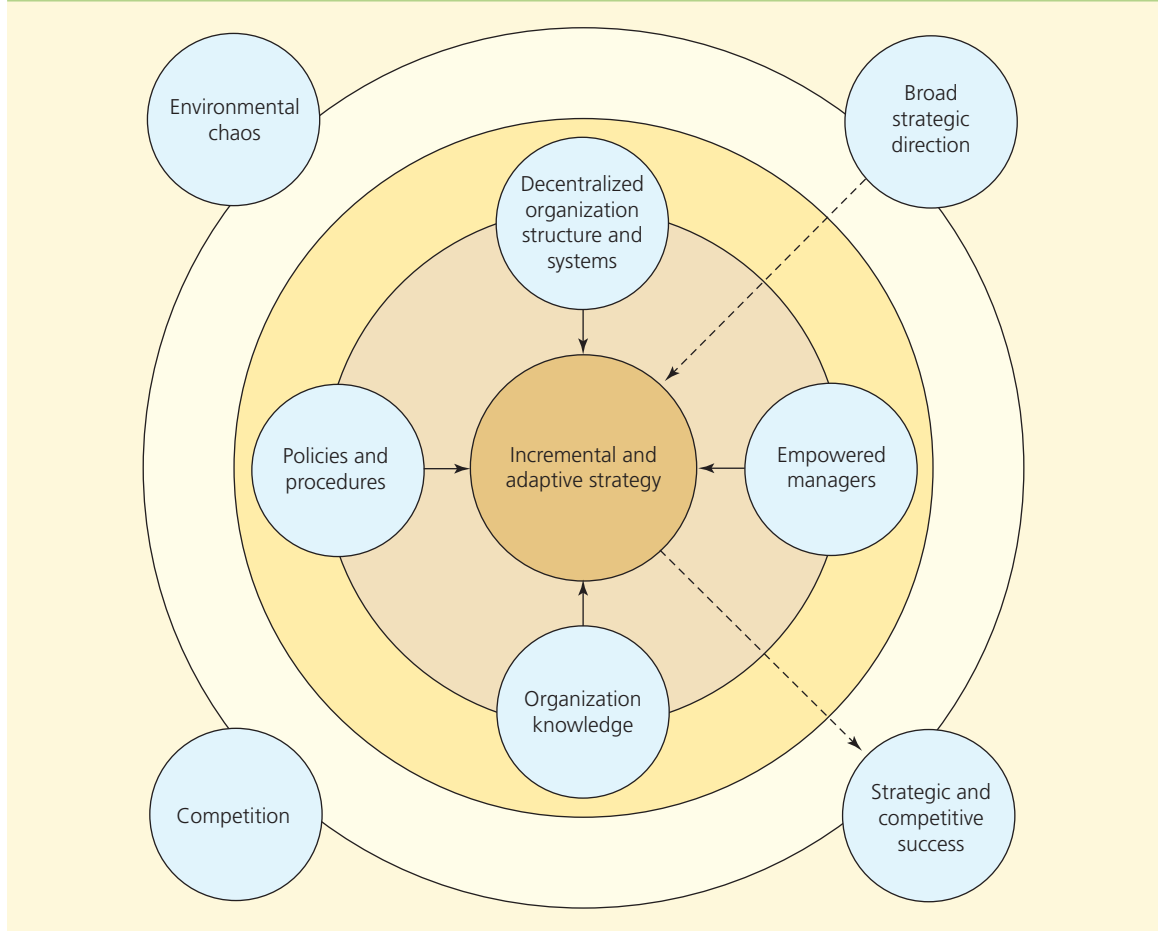 Environmental
chaos
Broad
strategic
direction
Decentralized
organization
structure and
systems
Policies and
procedures
Incremental and
adaptive strategy
Empowered
managers
Organization
knowledge
Competition
Strategic and
competitive
success